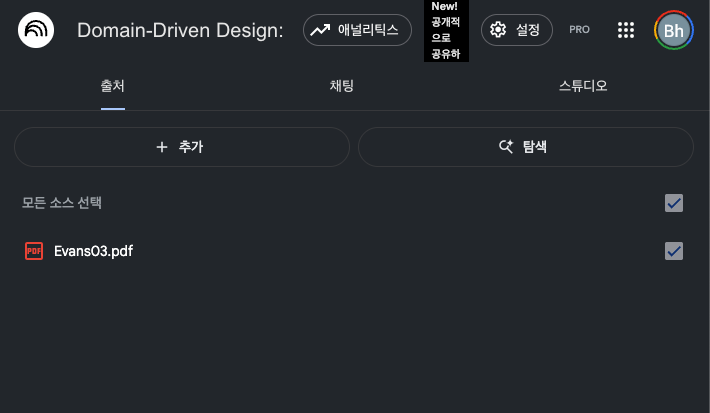 Domain-Driven Design:
애널리틱스
New!
공개적
으로
공유하
설정
PRO
Bh
출처
채팅
스튜디오
+ 추가
탐색
모든 소스 선택
PDF
Evans03.pdf